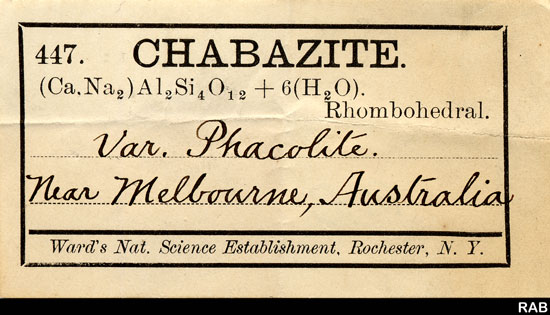 447. CHABAZITE.
(Ca,Na₂)Al₂Si₄O₁₂ + 6(H₂O).
Rhombohedral.
Var. Phacolite.
Near Melbourne, Australia
Ward's Nat. Science Establishment, Rochester, N. Y.
RAB